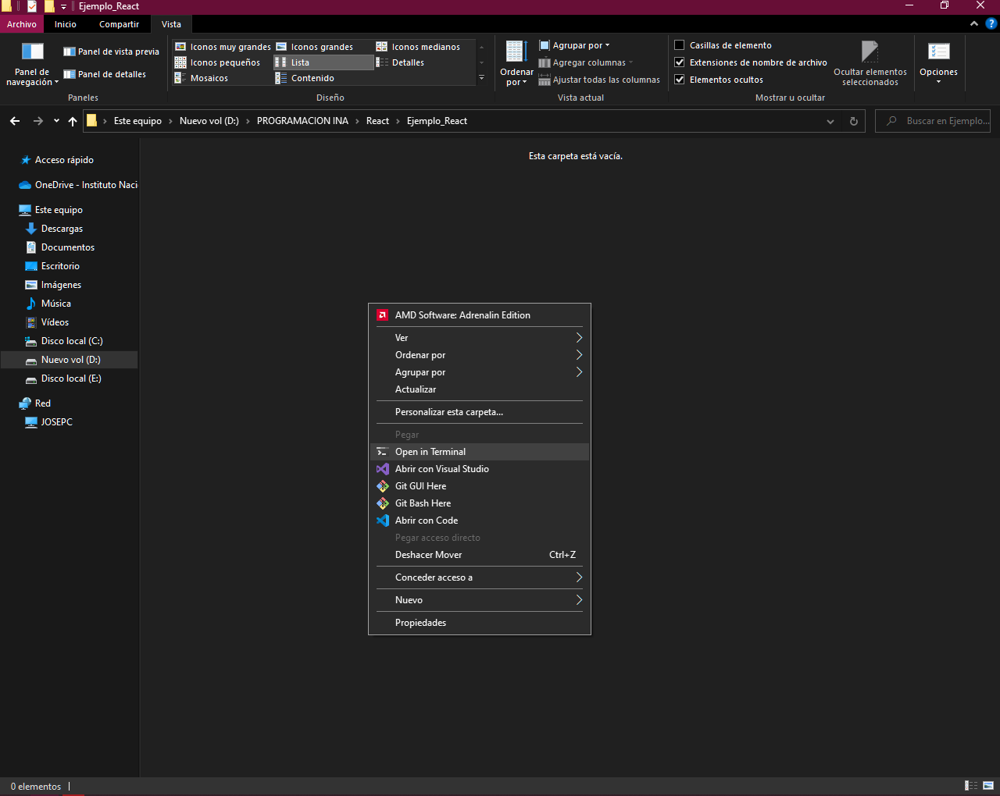 Ejemplo_React
Archivo Inicio Compartir Vista
Panel de navegación
Panel de vista previa
Panel de detalles
Paneles
Iconos muy grandes Iconos grandes Iconos medianos
Iconos pequeños Lista Detalles
Mosaicos Contenido
Diseño
Ordenar por
Agrupar por
Agregar columnas
Ajustar todas las columnas
Vista actual
Casillas de elemento
Extensiones de nombre de archivo
Elementos ocultos
Ocultar elementos seleccionados
Mostrar u ocultar
Opciones
Este equipo Nuevo vol (D:) PROGRAMACION INA React Ejemplo_React
Buscar en Ejemplo...
Acceso rápido
OneDrive - Instituto Naci
Este equipo
Descargas
Documentos
Escritorio
Imágenes
Música
Vídeos
Disco local (C:)
Nuevo vol (D:)
Disco local (E:)
Red
JOSEPC
Esta carpeta está vacía.
AMD Software: Adrenalin Edition
Ver
Ordenar por
Agrupar por
Actualizar
Personalizar esta carpeta...
Pegar
Open in Terminal
Abrir con Visual Studio
Git GUI Here
Git Bash Here
Abrir con Code
Pegar acceso directo
Deshacer Mover Ctrl+Z
Conceder acceso a
Nuevo
Propiedades
0 elementos